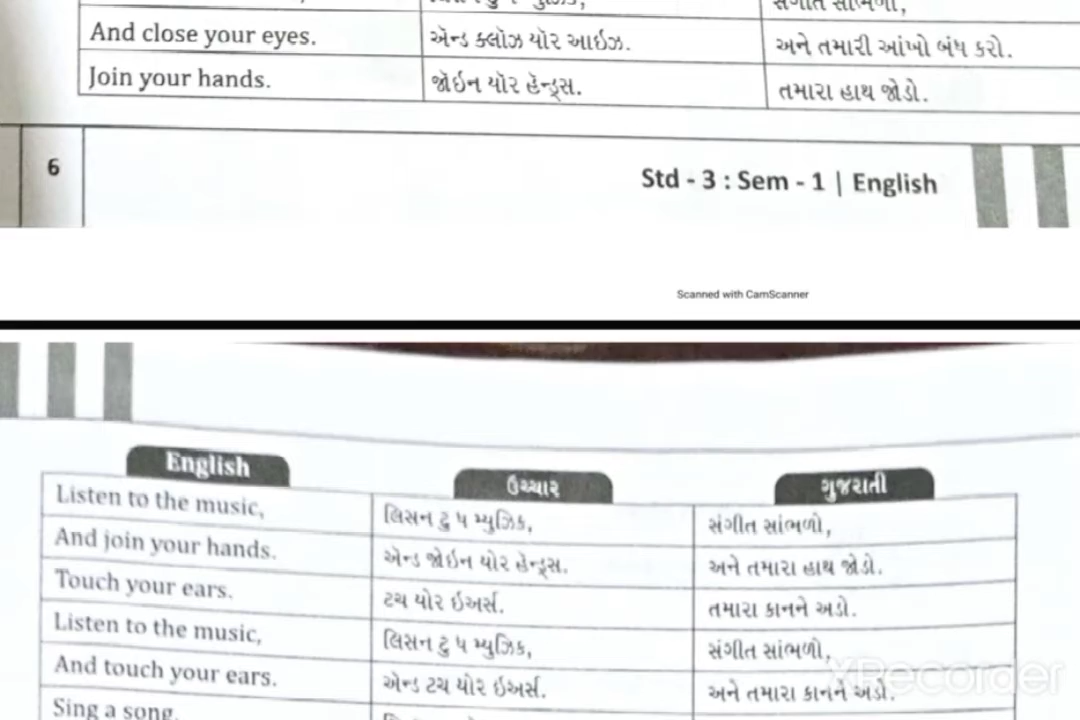 And close your eyes. ઍન્ડ ક્લોઝ યૉર આઇઝ. અને તમારી આંખો બંધ કરો.
Join your hands. જૉઇન યૉર હૅન્ડ્સ. તમારા હાથ જોડો.
6
Std - 3 : Sem - 1 | English
Scanned with CamScanner
English ઉચ્ચાર ગુજરાતી
Listen to the music, લિસન ટુ ધ મ્યુઝિક, સંગીત સાંભળો,
And join your hands. ઍન્ડ જોઇન યૉર હૅન્ડ્સ. અને તમારા હાથ જોડો.
Touch your ears. ટચ યોર ઇઅર્સ. તમારા કાનને અડો.
Listen to the music, લિસન ટુ ધ મ્યુઝિક, સંગીત સાંભળો,
And touch your ears. ઍન્ડ ટચ યોર ઇઅર્સ. અને તમારા કાનને અડો.
Sing a song.
XRecorder